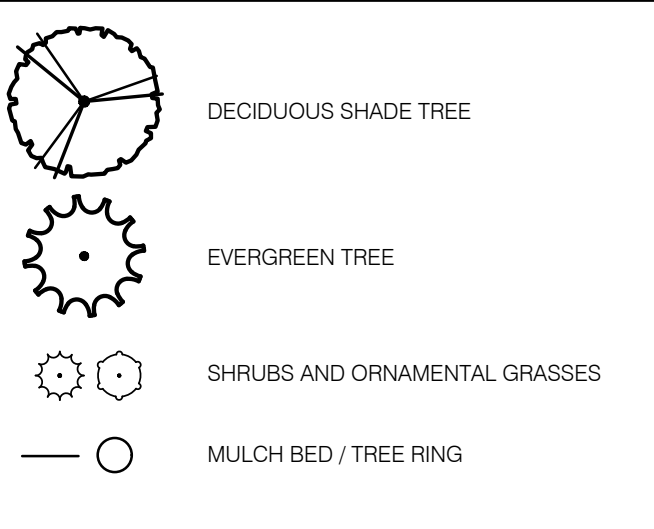 DECIDUOUS SHADE TREE
EVERGREEN TREE
SHRUBS AND ORNAMENTAL GRASSES
MULCH BED / TREE RING